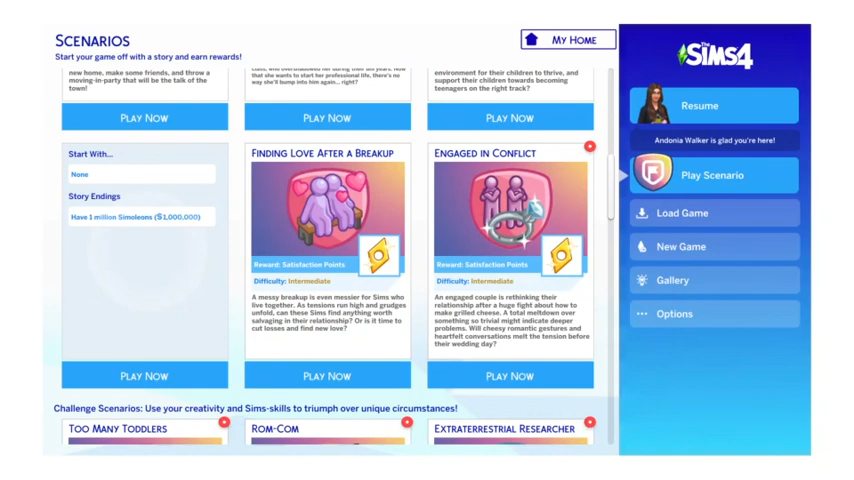 SCENARIOS
Start your game off with a story and earn rewards!
MY HOME
new home, make some friends, and throw a
moving-in party that will be the talk of the
town!
PLAY NOW
that she wants to start her professional life, there's no
way she'll bump into him again... right?
PLAY NOW
environment for their children to thrive, and
support their children towards becoming
teenagers on the right track?
PLAY NOW
Start With...
None
Story Endings
Have 1 million Simoleons ($1,000,000)
PLAY NOW
FINDING LOVE AFTER A BREAKUP
Reward: Satisfaction Points
Difficulty: Intermediate
A messy breakup is even messier for Sims who
live together. As tensions run high and grudges
unfold, can these Sims find anything worth
salvaging in their relationship? Or is it time to
cut losses and find new love?
PLAY NOW
ENGAGED IN CONFLICT
Reward: Satisfaction Points
Difficulty: Intermediate
An engaged couple is rethinking their
relationship after a huge fight about how to
make grilled cheese. A total meltdown over
something so trivial might indicate deeper
problems. Will cheesy romantic gestures and
heartfelt conversations melt the tension before
their wedding day?
PLAY NOW
Challenge Scenarios: Use your creativity and Sims-skills to triumph over unique circumstances!
TOO MANY TODDLERS
ROM-COM
EXTRATERRESTRIAL RESEARCHER
The SIMS 4
Resume
Andonia Walker is glad you're here!
Play Scenario
Load Game
New Game
Gallery
Options